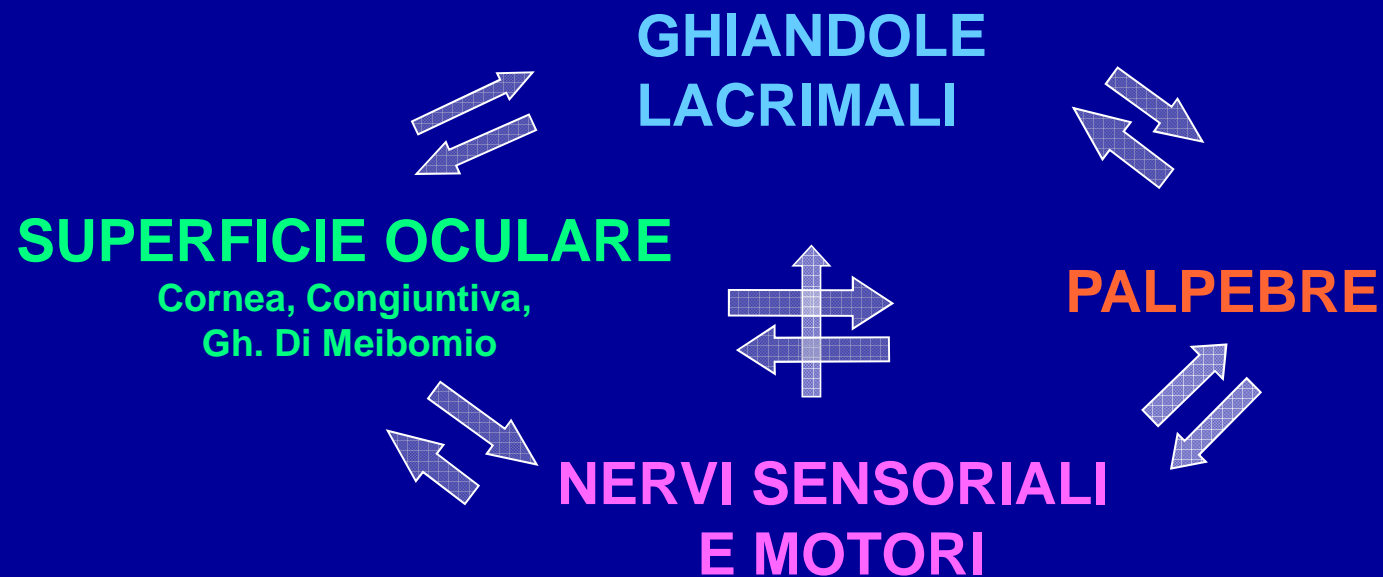 GHIANDOLE
LACRIMALI
SUPERFICIE OCULARE
Cornea, Congiuntiva,
Gh. Di Meibomio
PALPEBRE
NERVI SENSORIALI
E MOTORI